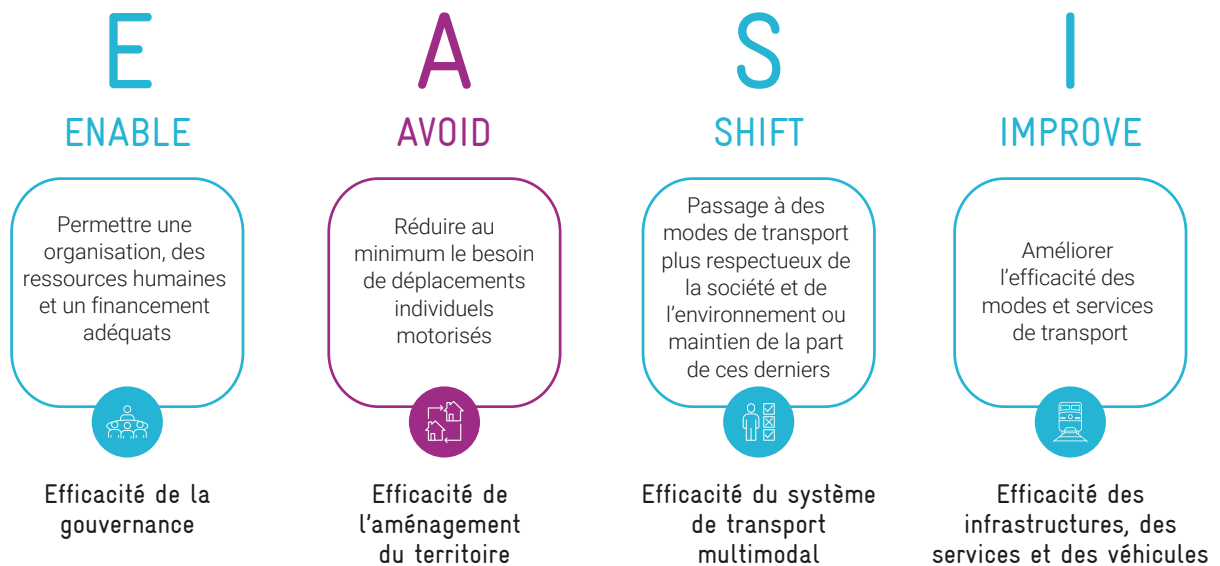 E
ENABLE
Permettre une
organisation, des
ressources humaines
et un financement
adéquats
Efficacité de la
gouvernance
A
AVOID
Réduire au
minimum le besoin
de déplacements
individuels
motorisés
Efficacité de
l'aménagement
du territoire
S
SHIFT
Passage à des
modes de transport
plus respectueux de
la société et de
l'environnement ou
maintien de la part
de ces derniers
Efficacité du système
de transport
multimodal
I
IMPROVE
Améliorer
l'efficacité des
modes et services
de transport
Efficacité des
infrastructures, des
services et des véhicules